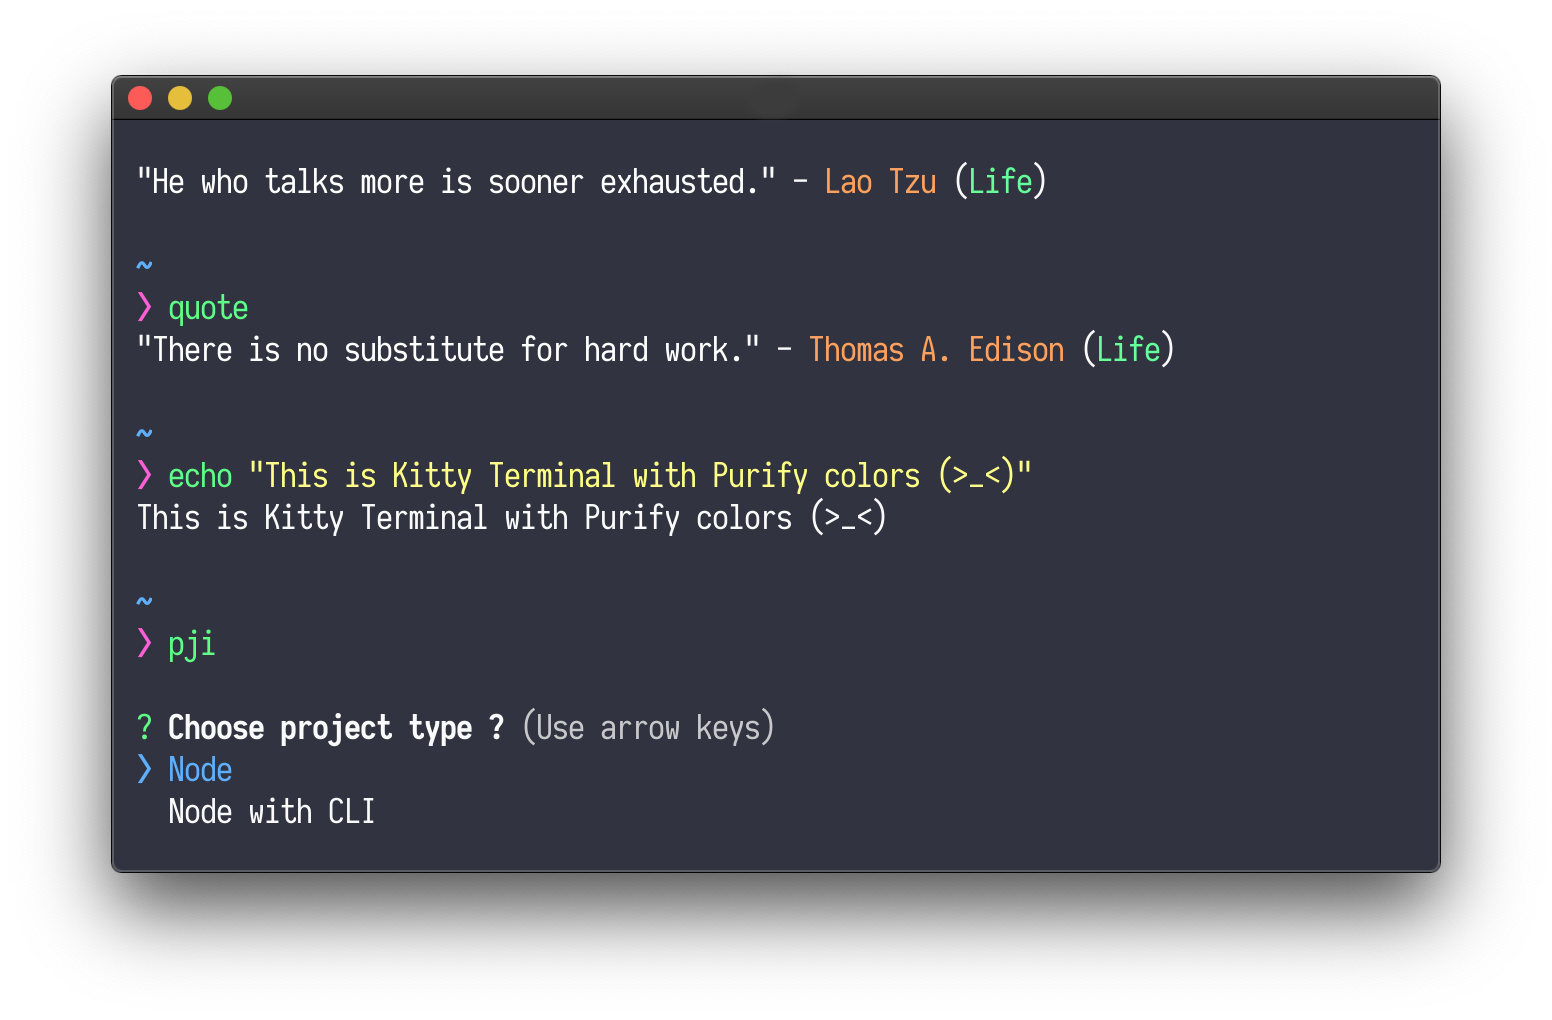 "He who talks more is sooner exhausted." – Lao Tzu (Life)
~
❯ quote
"There is no substitute for hard work." – Thomas A. Edison (Life)
~
❯ echo "This is Kitty Terminal with Purify colors (>_<)"
This is Kitty Terminal with Purify colors (>_<)
~
❯ pji
? Choose project type ? (Use arrow keys)
❯ Node
Node with CLI